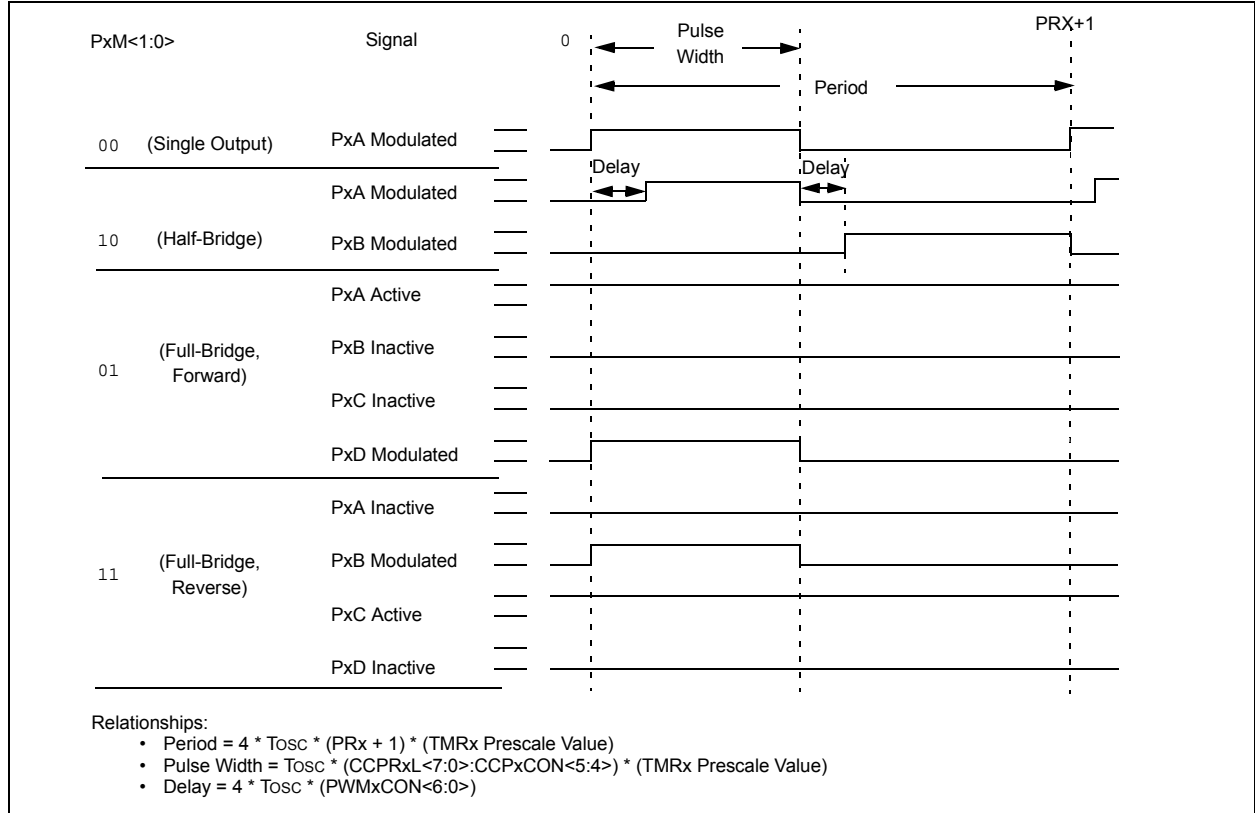 PxM<1:0> Signal 0 Pulse Width PRX+1
Period
00 (Single Output) PxA Modulated
Delay Delay
PxA Modulated
10 (Half-Bridge) PxB Modulated
PxA Active
01 (Full-Bridge, Forward) PxB Inactive
PxC Inactive
PxD Modulated
PxA Inactive
11 (Full-Bridge, Reverse) PxB Modulated
PxC Active
PxD Inactive
Relationships:
• Period = 4 * TOSC * (PRx + 1) * (TMRx Prescale Value)
• Pulse Width = TOSC * (CCPRxL<7:0>:CCPxCON<5:4>) * (TMRx Prescale Value)
• Delay = 4 * TOSC * (PWMxCON<6:0>)